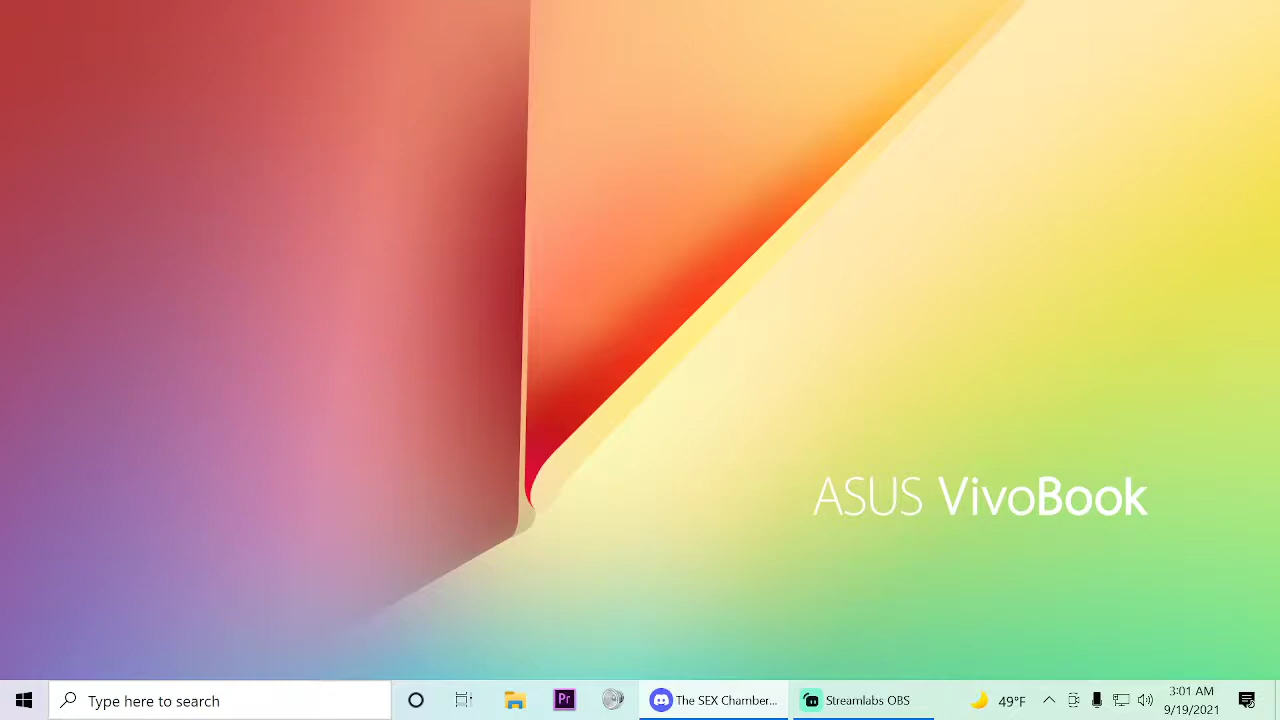 ASUS VivoBook
Type here to search
Pr
The SEX Chamber...
Streamlabs OBS
49°F
3:01 AM
9/19/2021